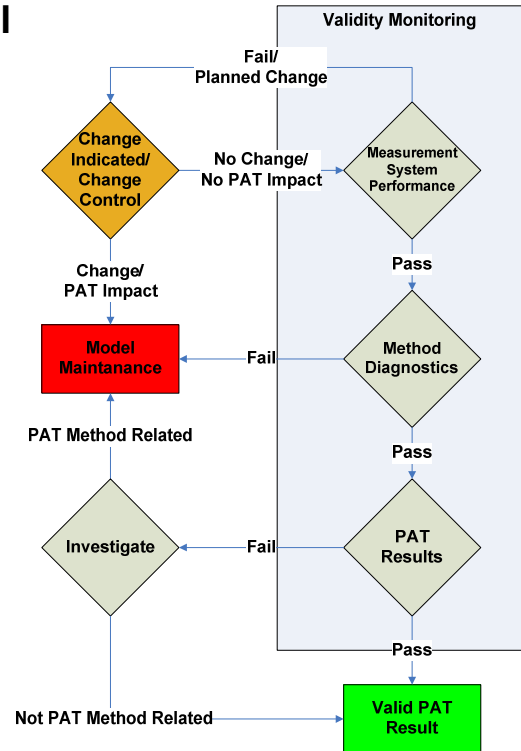 I
Validity Monitoring
Fail/
Planned Change
Change
Indicated/
Change
Control
No Change/
No PAT Impact
Measurement
System
Performance
Change/
PAT Impact
Pass
Model
Maintanance
Fail
Method
Diagnostics
PAT Method Related
Pass
Investigate
Fail
PAT
Results
Pass
Not PAT Method Related
Valid PAT
Result